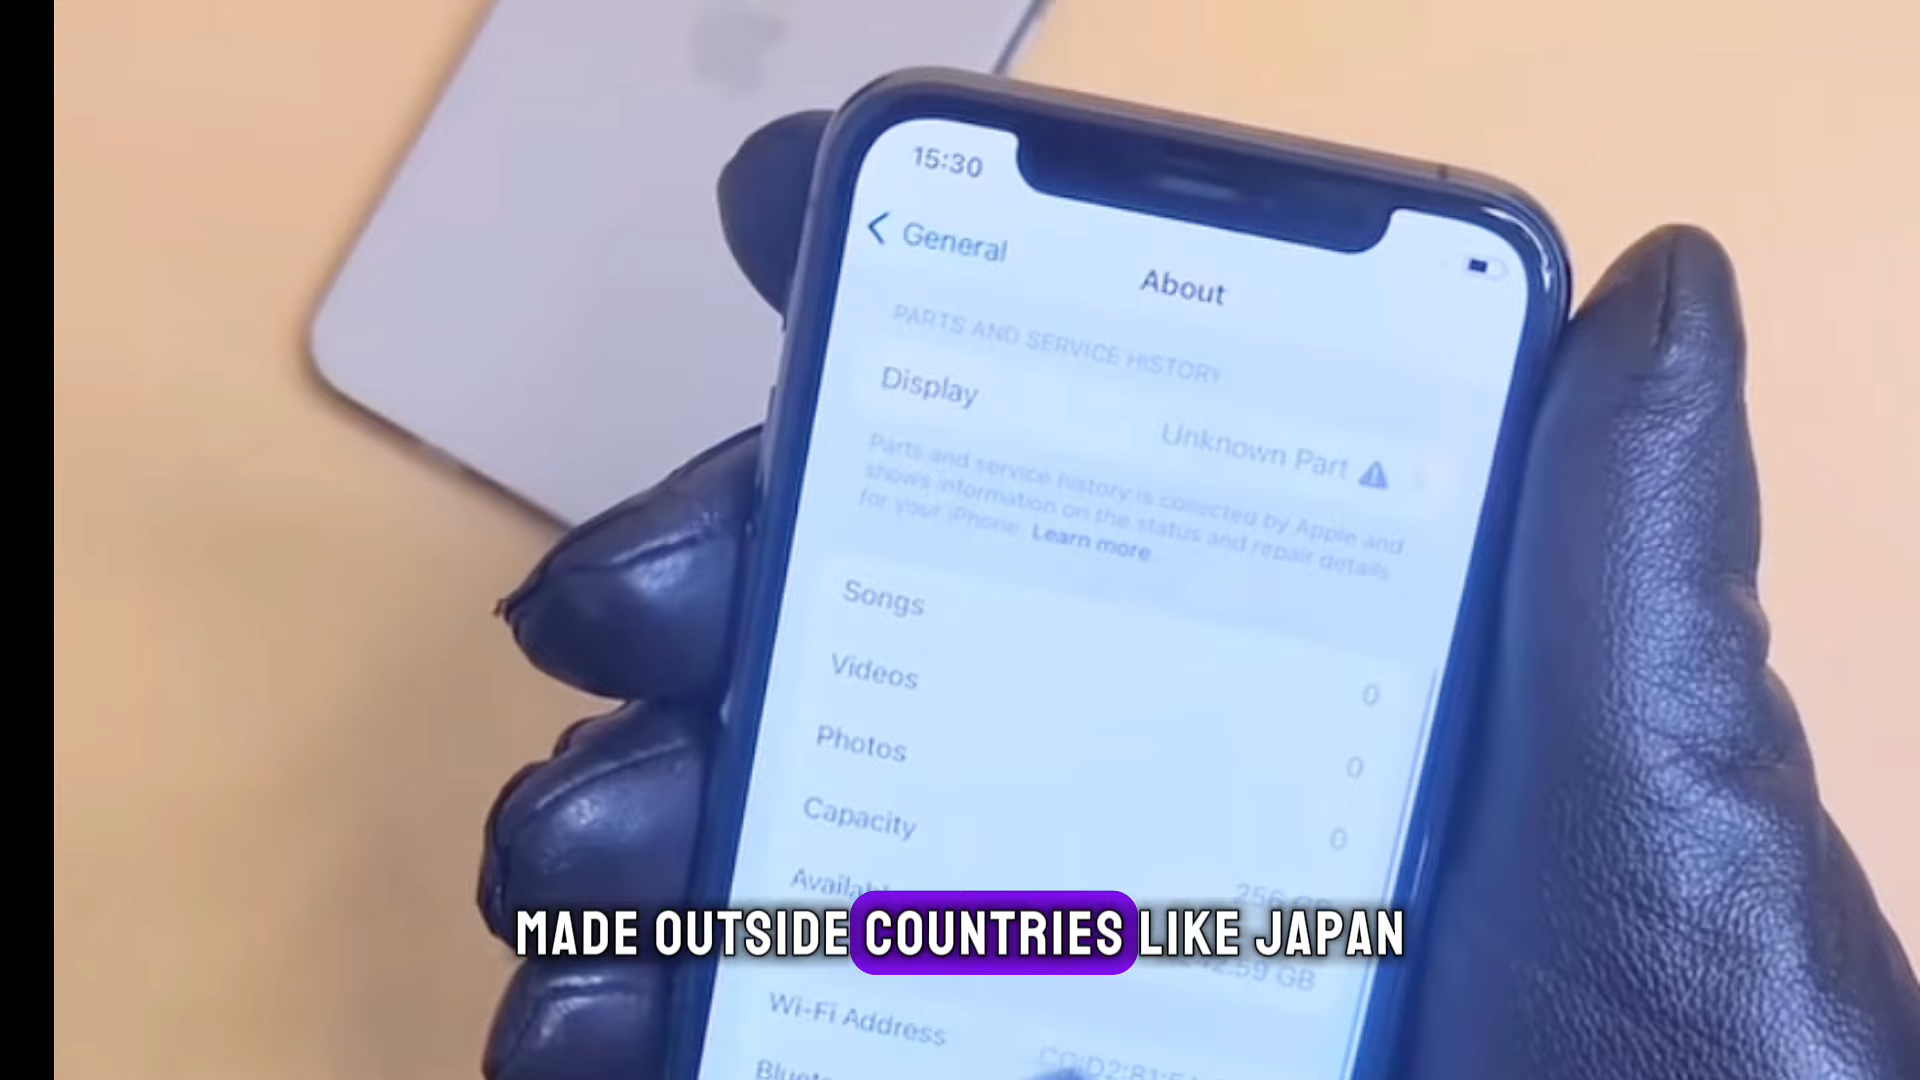 15:30
General
About
PARTS AND SERVICE HISTORY
Display
Unknown Part
Parts and service history is collected by Apple and
shows information on the status and repair details
for your iPhone. Learn more
Songs
0
Videos
0
Photos
0
Capacity
256
MADE OUTSIDE COUNTRIES LIKE JAPAN
GB
Wi-Fi Address